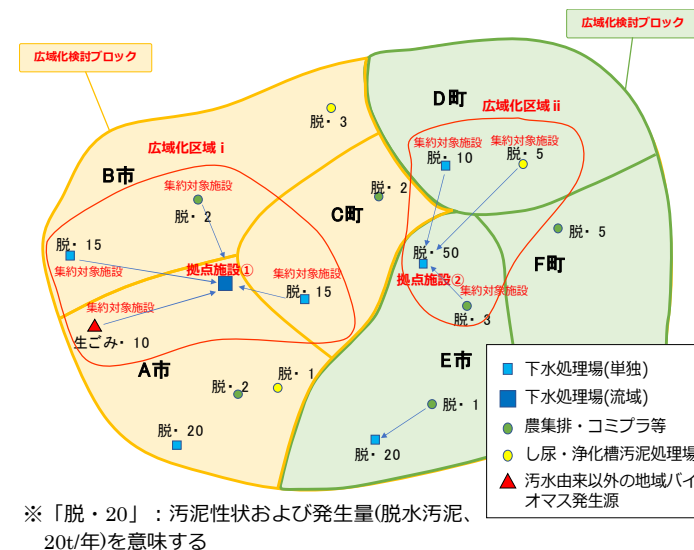 広域化検討ブロック
広域化検討ブロック
D町
広域化区域ⅱ
脱・3
集約対象施設
脱・10
集約対象施設
脱・5
広域化区域ⅰ
B市
集約対象施設
脱・2
C町
脱・2
脱・15
集約対象施設
拠点施設①
集約対象施設
脱・15
脱・50
拠点施設②
脱・5
F町
集約対象施設
脱・3
集約対象施設
生ごみ・10
A市
脱・2
脱・1
脱・20
E市
脱・1
脱・20
下水処理場(単独)
下水処理場(流域)
農集排・コミプラ等
し尿・浄化槽汚泥処理場
汚水由来以外の地域バイ
オマス発生源
※「脱・20」:汚泥性状および発生量(脱水汚泥、
20t/年)を意味する